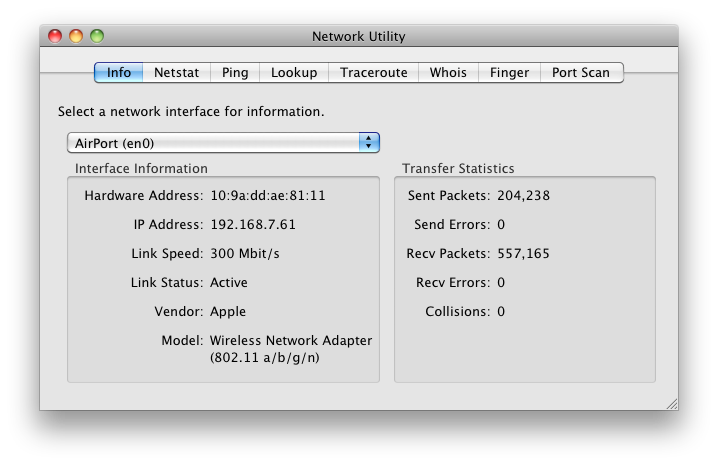 Network Utility
Info Netstat Ping Lookup Traceroute Whois Finger Port Scan
Select a network interface for information.
AirPort (en0)
Interface Information
Hardware Address: 10:9a:dd:ae:81:11
IP Address: 192.168.7.61
Link Speed: 300 Mbit/s
Link Status: Active
Vendor: Apple
Model: Wireless Network Adapter
(802.11 a/b/g/n)
Transfer Statistics
Sent Packets: 204,238
Send Errors: 0
Recv Packets: 557,165
Recv Errors: 0
Collisions: 0